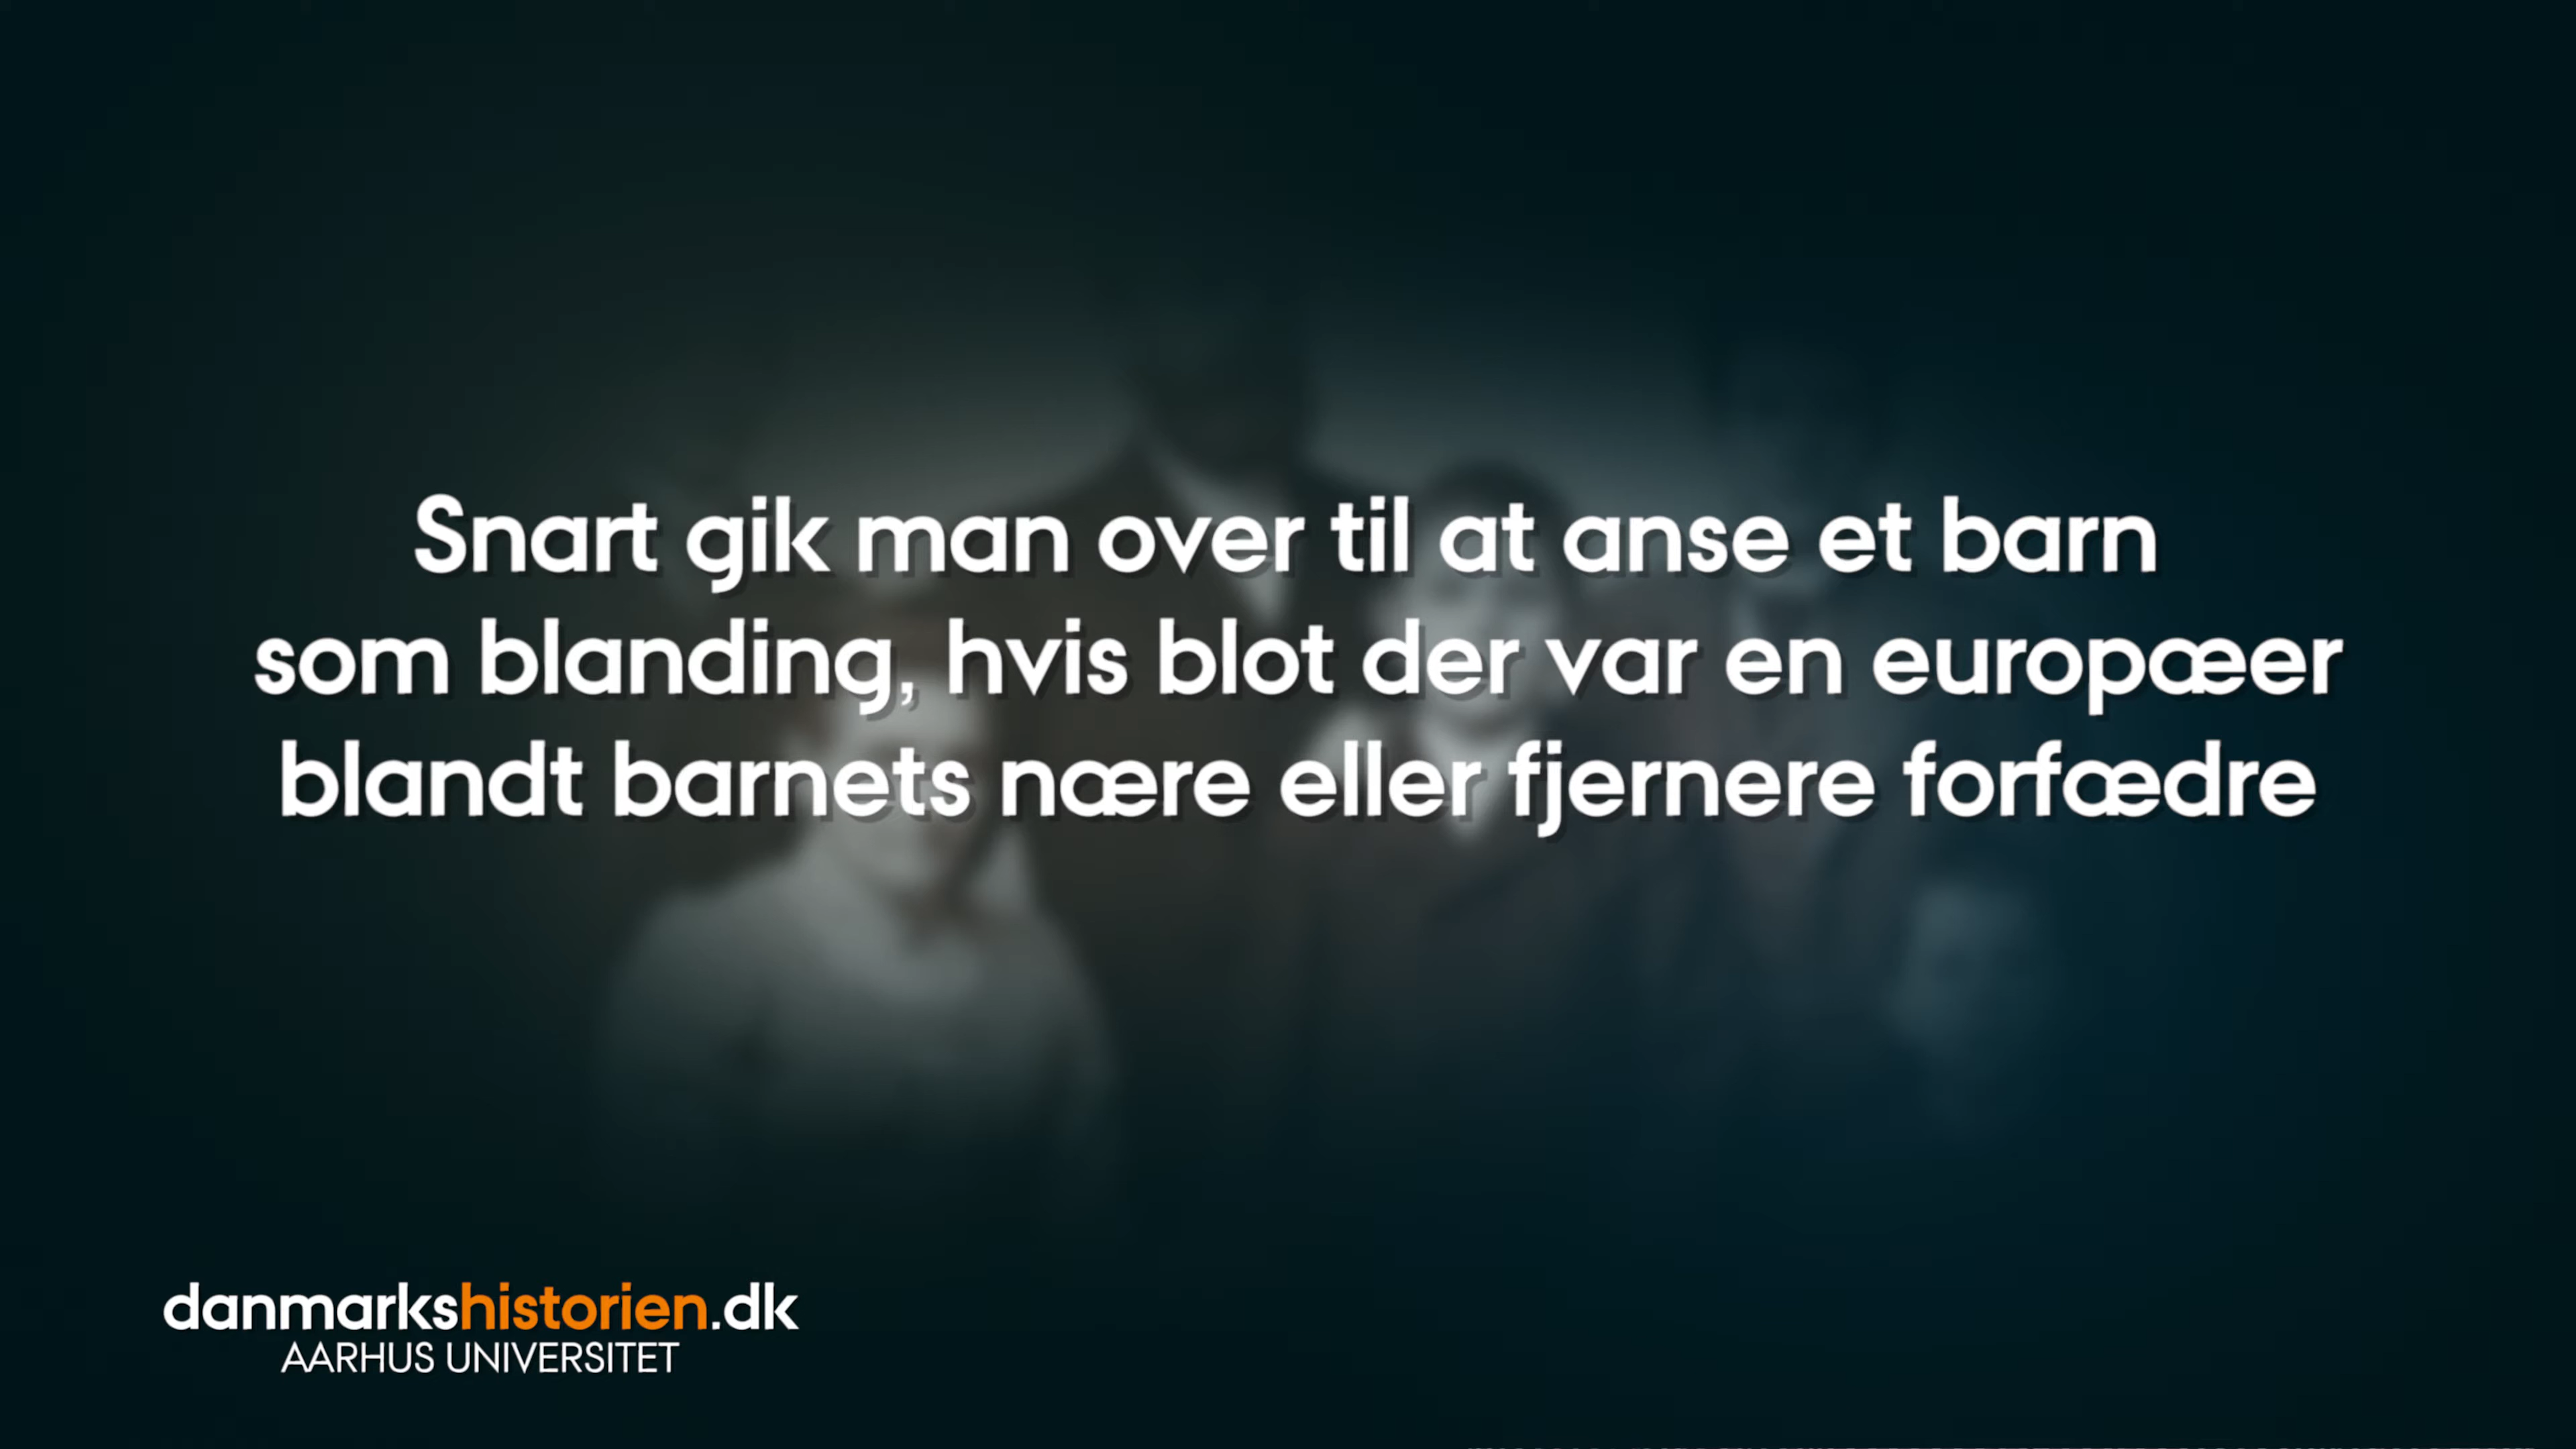 Snart gik man over til at anse et barn
som blanding, hvis blot der var en europæer
blandt barnets nære eller fjernere forfædre
danmarkshistorien.dk
AARHUS UNIVERSITET